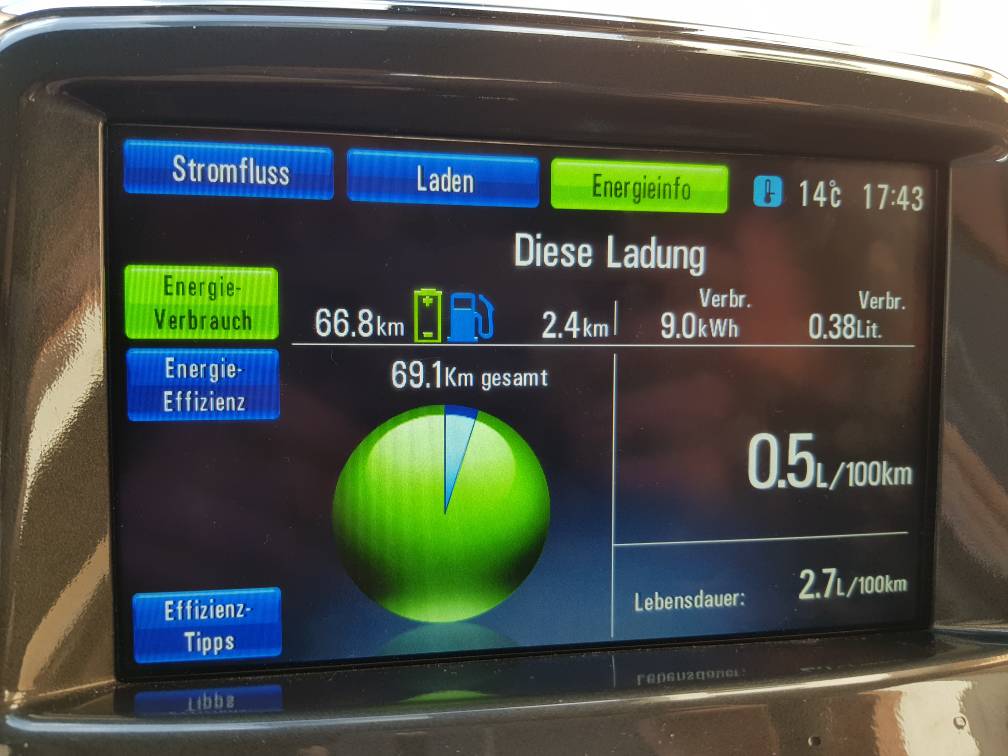 Stromfluss
Laden
Energieinfo
14°C 17:43
Diese Ladung
Energie-
Verbrauch
66.8km
2.4km
Verbr.
9.0kWh
Verbr.
0.38Lit.
Energie-
Effizienz
69.1Km gesamt
0.5L/100km
Effizienz-
Tipps
Lebensdauer: 2.7L/100km